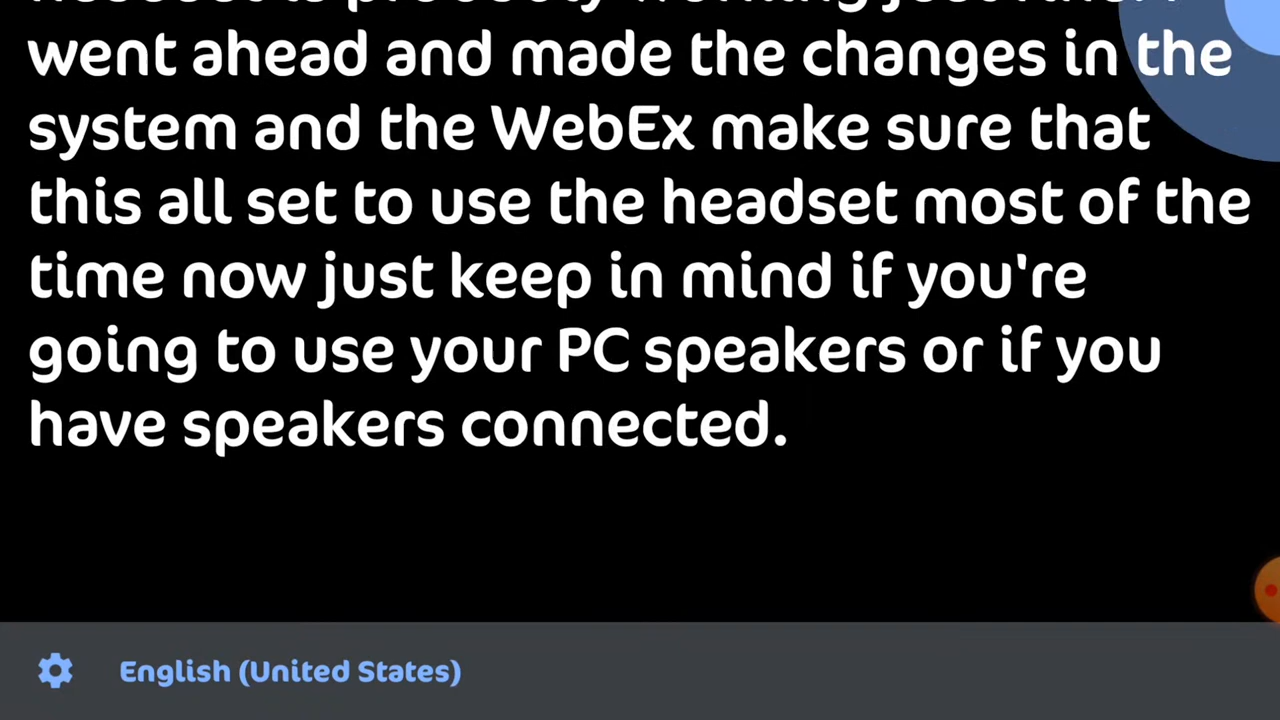 went ahead and made the changes in the
system and the WebEx make sure that
this all set to use the headset most of the
time now just keep in mind if you're
going to use your PC speakers or if you
have speakers connected.
English (United States)